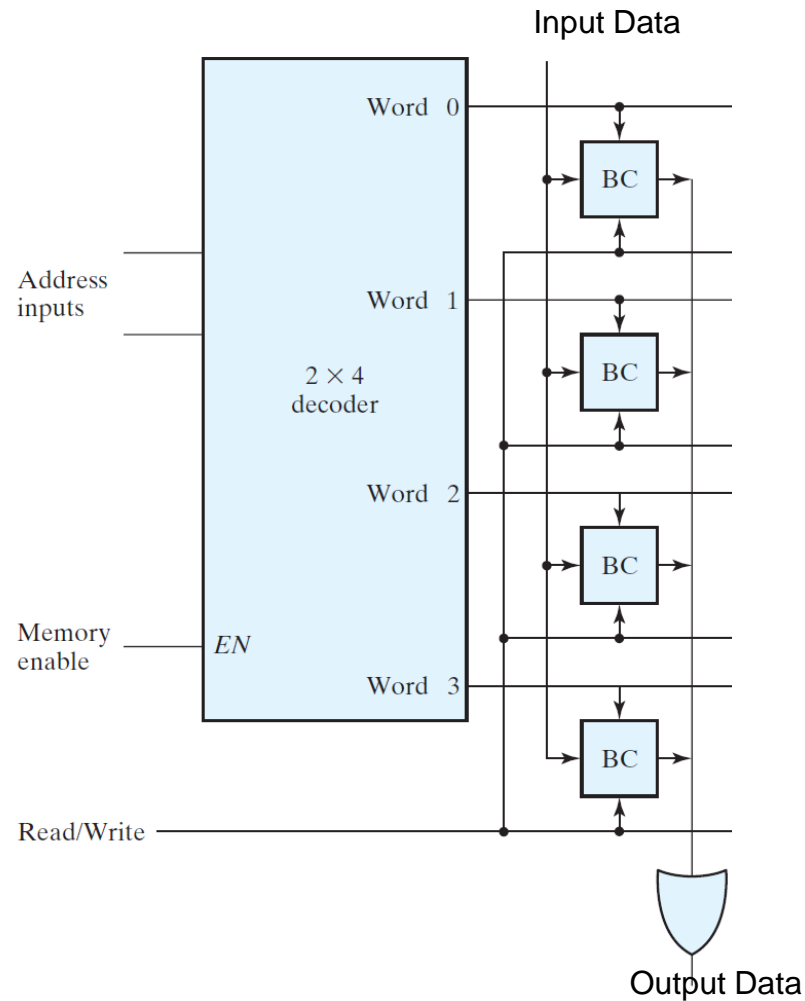 Input Data
Word 0
BC
Address
inputs
Word 1
2 × 4
decoder
BC
Word 2
BC
Memory
enable
EN
Word 3
BC
Read/Write
Output Data